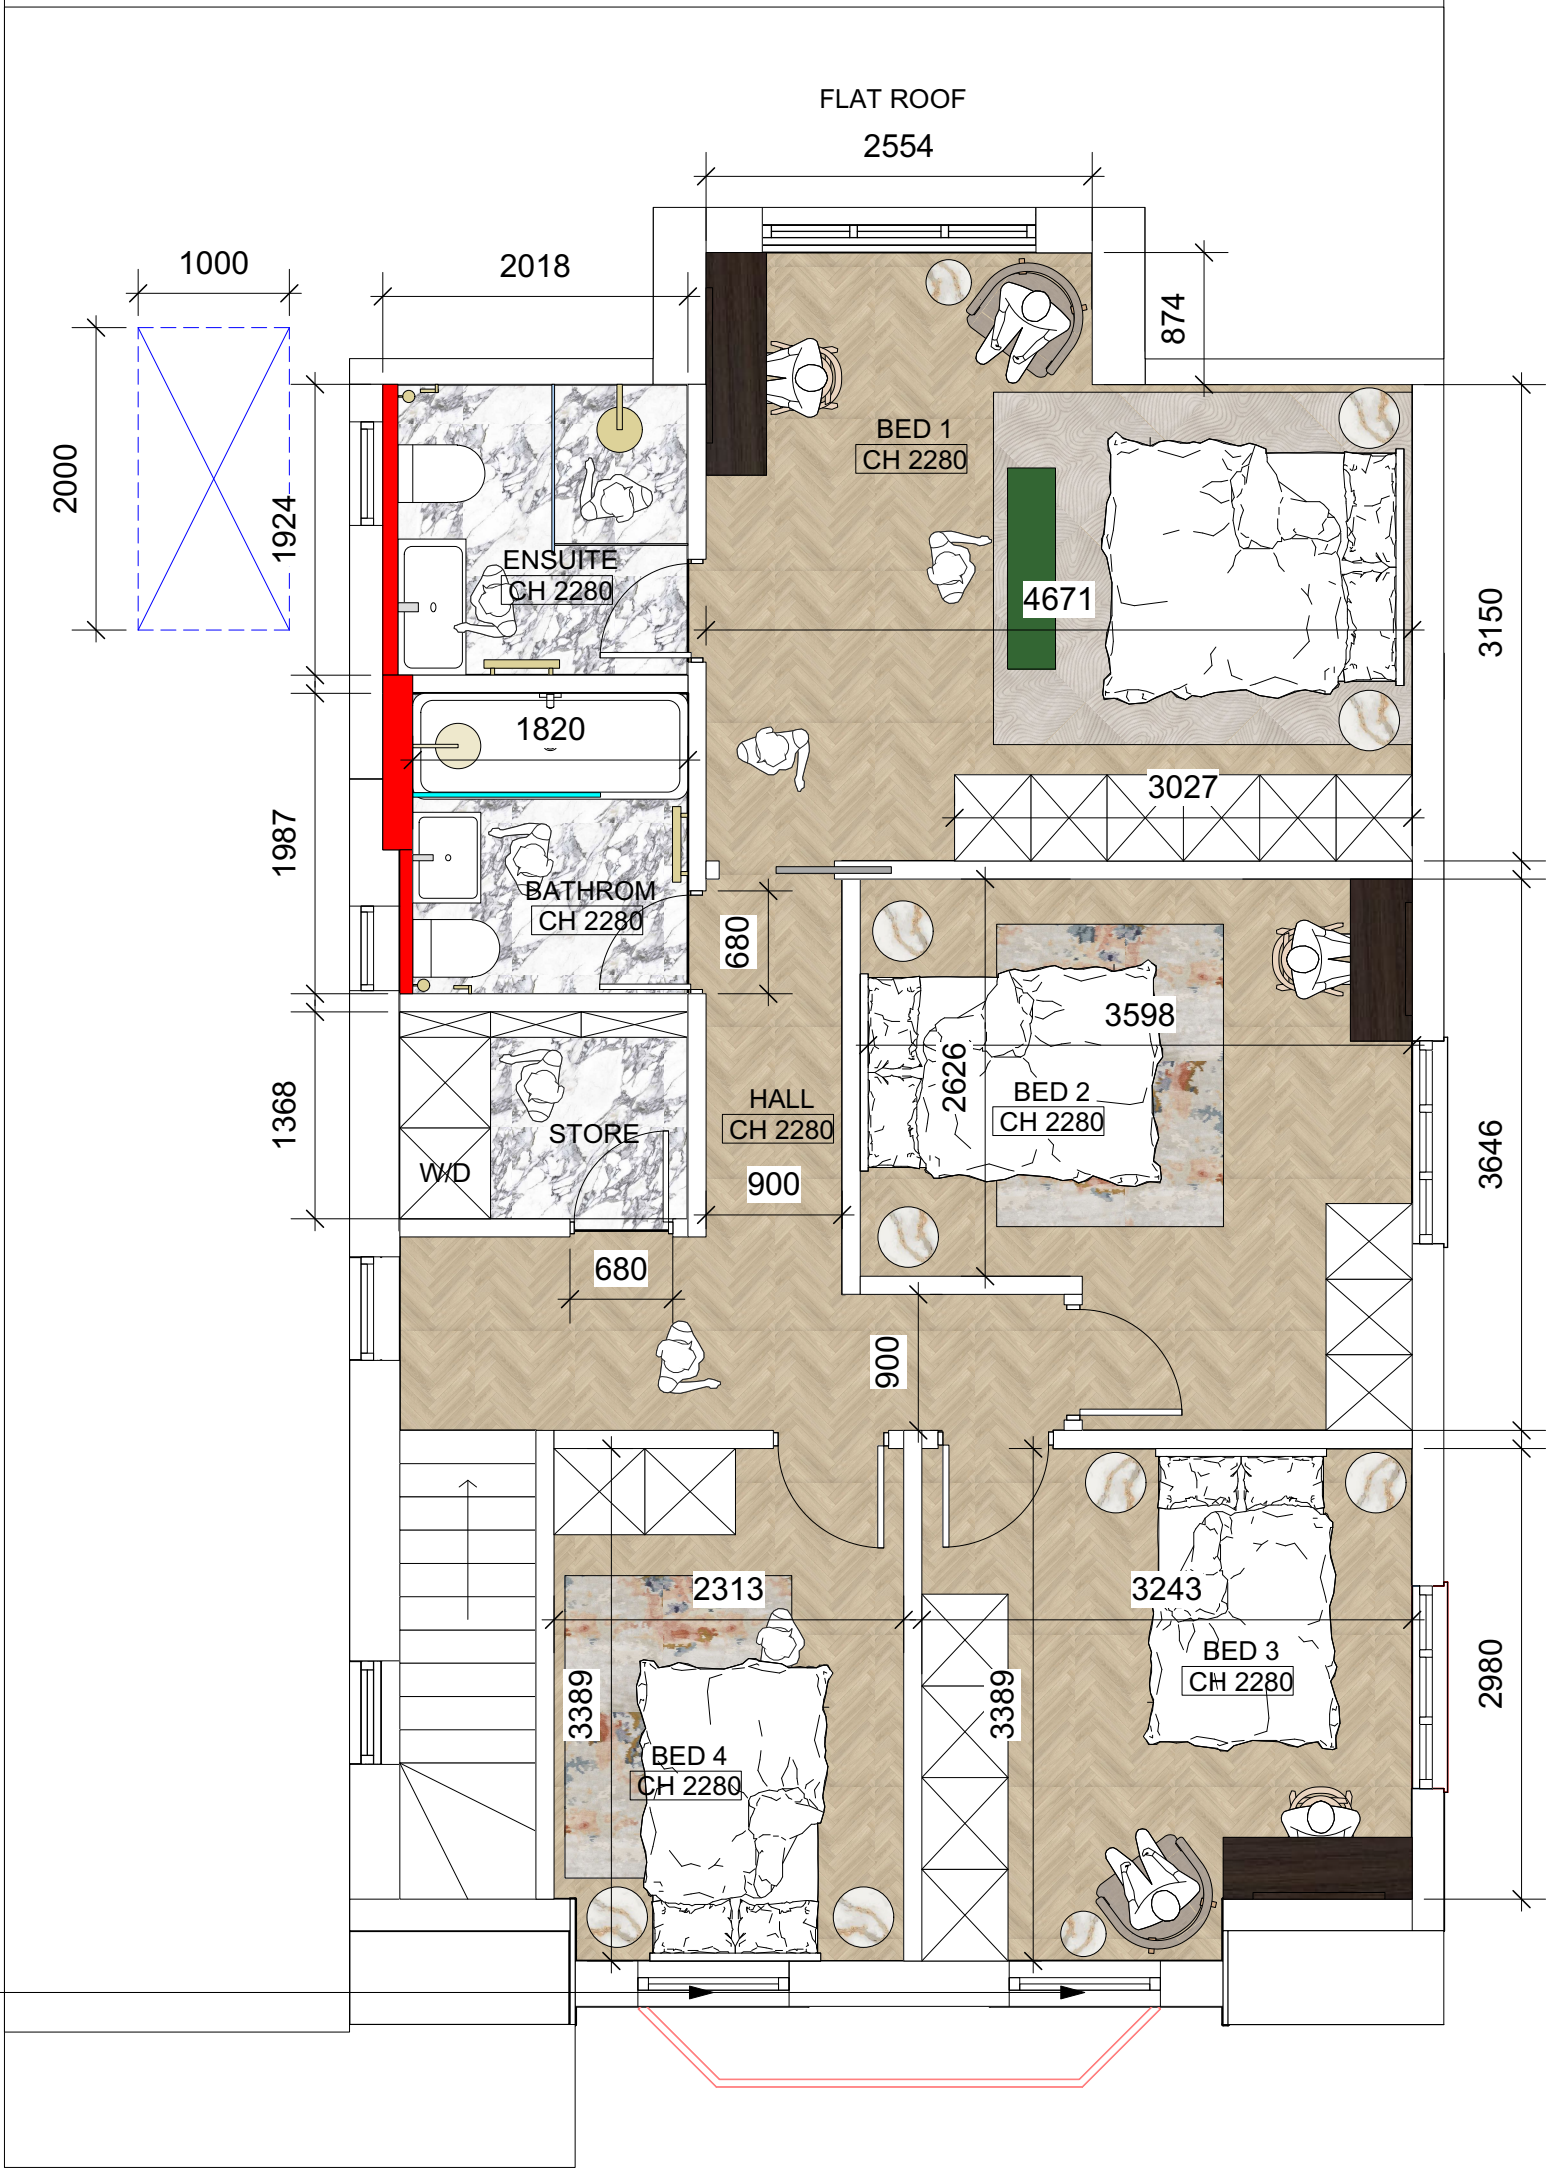 FLAT ROOF
2554
1000
2018
874
2000
1924
BED 1
CH 2280
ENSUITE
CH 2280
4671
3150
1820
3027
1987
BATHROM
CH 2280
680
3598
2626
BED 2
CH 2280
HALL
CH 2280
1368
STORE
W/D
900
3646
680
900
2313
3243
3389
3389
BED 3
CH 2280
2980
BED 4
CH 2280